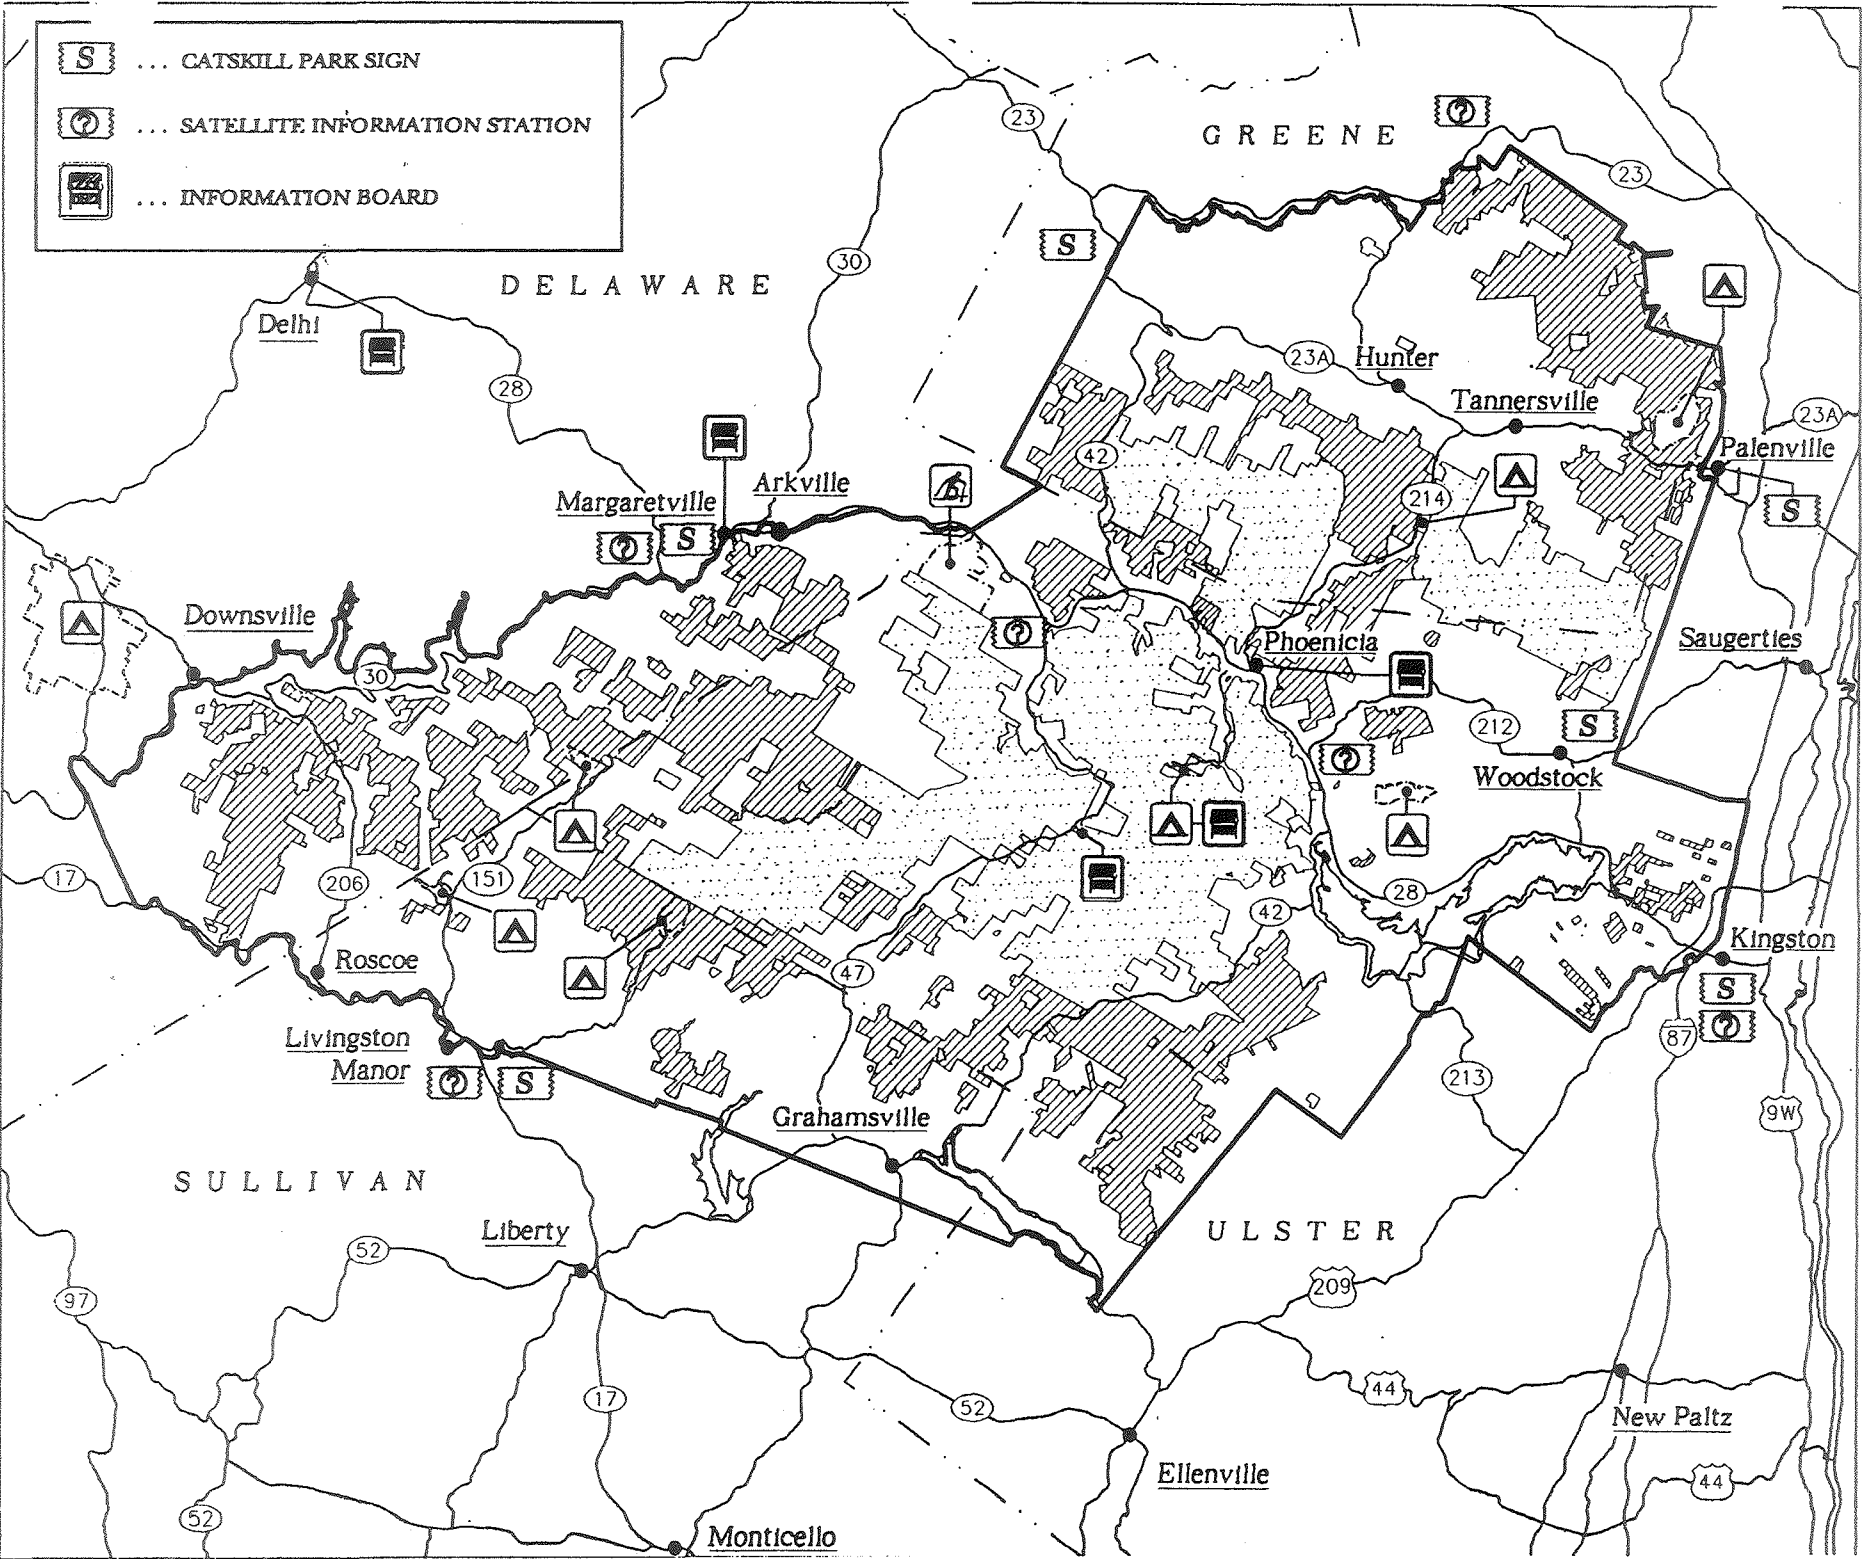 S ... CATSKILL PARK SIGN
? ... SATELLITE INFORMATION STATION
... INFORMATION BOARD
GREENE
23
23
S
30
DELAWARE
Delhi
28
23A
Hunter
Tannersville
23A
42
Palenville
Arkville
Margaretville
214
S
? S
Downsville
?
Phoenicia
Saugerties
30
212
S
?
Woodstock
17
206
151
28
42
Kingston
Roscoe
47
S
?
Livingston
Manor
87
? S
213
9W
Grahamsville
SULLIVAN
Liberty
ULSTER
52
209
97
17
52
44
New Paltz
Ellenville
44
52
Monticello